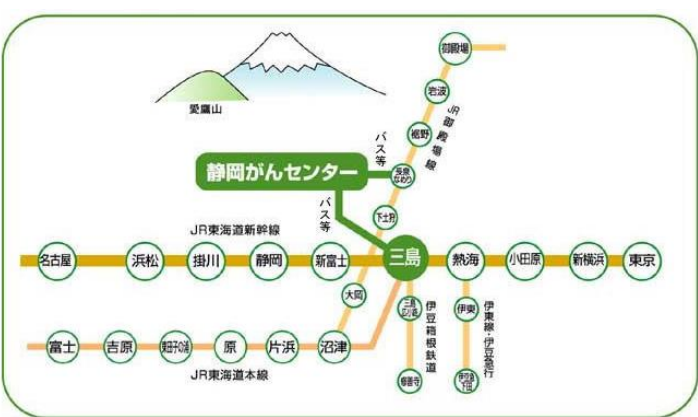 御殿場
岩波
裾野
JR御殿場線
愛鷹山
バス等
静岡がんセンター
長泉なめり
バス等
下土狩
JR東海道新幹線
名古屋
浜松
掛川
静岡
新富士
三島
熱海
小田原
新横浜
東京
大岡
三島広小路
伊豆箱根鉄道
伊東
伊東線・伊豆急行
富士
吉原
東田子の浦
原
片浜
沼津
JR東海道本線
修善寺
伊豆急下田